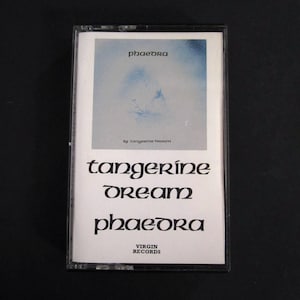 phaedra
by tangerine dream
tangerine
dream
phaedra
VIRGIN
RECORDS